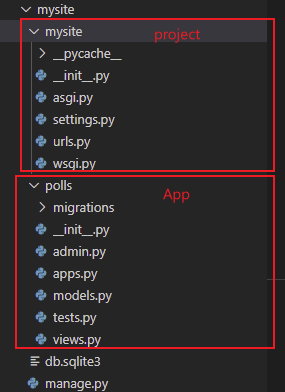 mysite
mysite
project
__pycache__
__init__.py
asgi.py
settings.py
urls.py
wsgi.py
polls
App
migrations
__init__.py
admin.py
apps.py
models.py
tests.py
views.py
db.sqlite3
manage.py